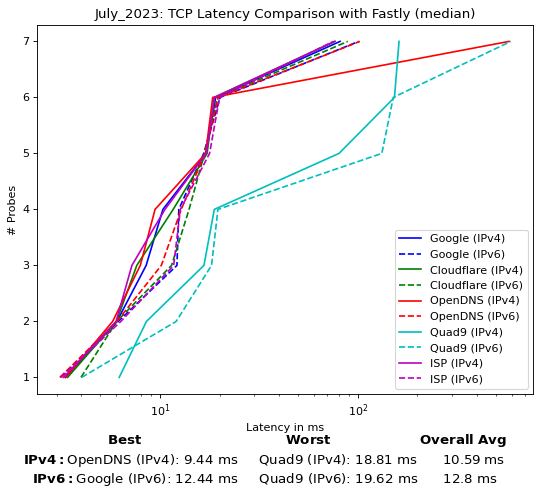 July_2023: TCP Latency Comparison with Fastly (median)
7
6
5
4
3
2
1
# Probes
10¹
10²
Latency in ms
Google (IPv4)
Google (IPv6)
Cloudflare (IPv4)
Cloudflare (IPv6)
OpenDNS (IPv4)
OpenDNS (IPv6)
Quad9 (IPv4)
Quad9 (IPv6)
ISP (IPv4)
ISP (IPv6)
Best Worst Overall Avg
IPv4: OpenDNS (IPv4): 9.44 ms Quad9 (IPv4): 18.81 ms 10.59 ms
IPv6: Google (IPv6): 12.44 ms Quad9 (IPv6): 19.62 ms 12.8 ms